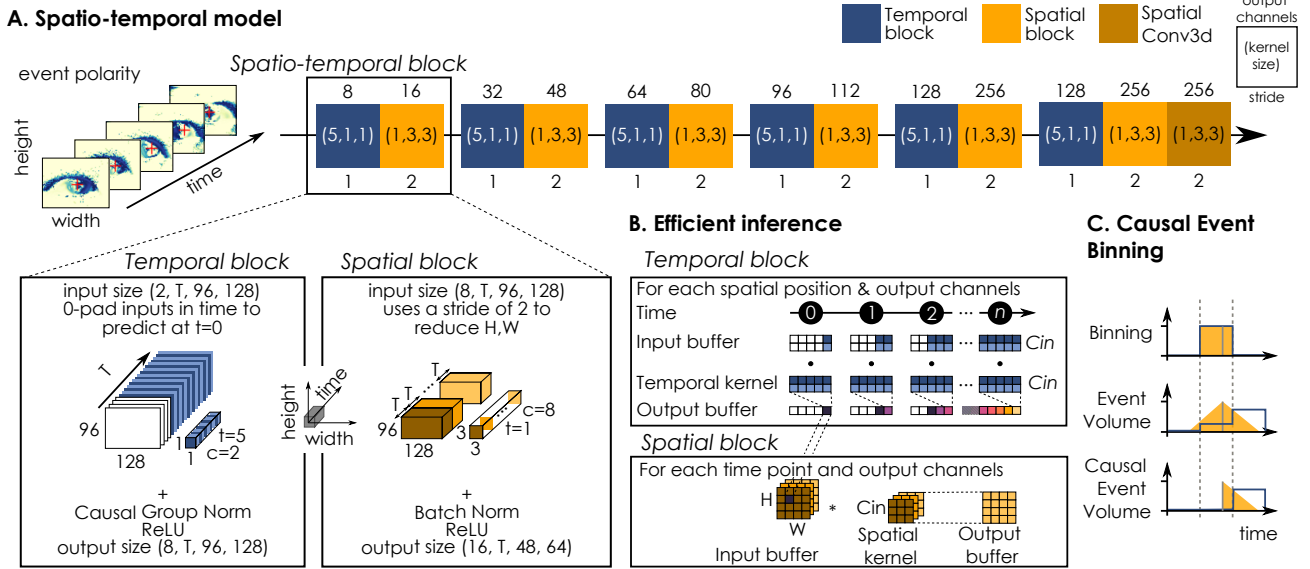 A. Spatio-temporal model
Temporal block
Spatial block
Spatial Conv3d
output channels
(kernel size)
stride
event polarity
height
width
time
Spatio-temporal block
8 16 32 48 64 80 96 112 128 256 128 256 256
(5,1,1) (1,3,3) (5,1,1) (1,3,3) (5,1,1) (1,3,3) (5,1,1) (1,3,3) (5,1,1) (1,3,3) (5,1,1) (1,3,3) (1,3,3)
1 2 1 2 1 2 1 2 1 2 1 2 2
Temporal block
input size (2, T, 96, 128)
0-pad inputs in time to
predict at t=0
T
96
128
1
1
t=5
c=2
+
Causal Group Norm
ReLU
output size (8, T, 96, 128)
height
time
width
Spatial block
input size (8, T, 96, 128)
uses a stride of 2 to
reduce H,W
T
T
T
96
128
3
3
c=8
t=1
+
Batch Norm
ReLU
output size (16, T, 48, 64)
B. Efficient inference
Temporal block
For each spatial position & output channels
Time 0 1 2 ... n
Input buffer ... Cin
Temporal kernel ... Cin
Output buffer
Spatial block
For each time point and output channels
H
W
*
Cin
Input buffer
Spatial kernel
Output buffer
C. Causal Event
Binning
Binning
Event
Volume
Causal
Event
Volume
time